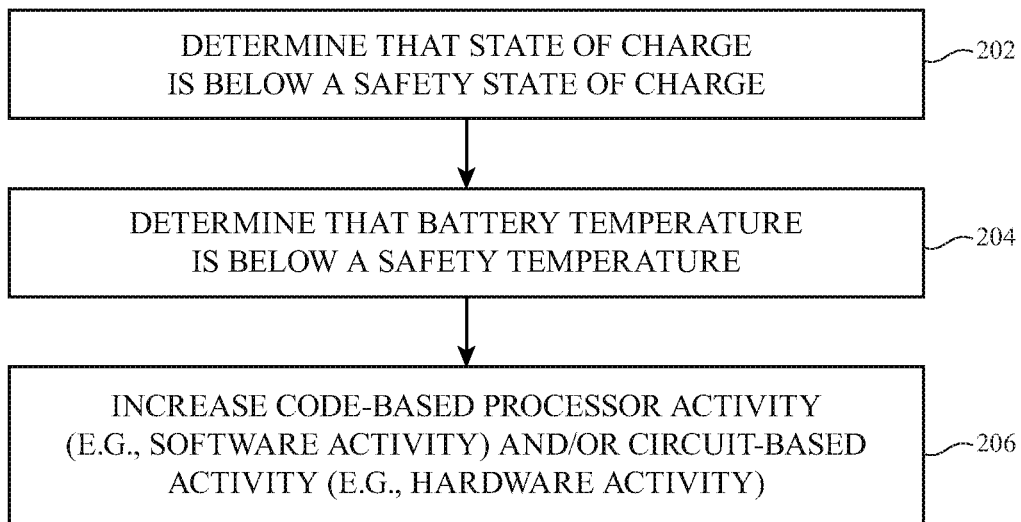 DETERMINE THAT STATE OF CHARGE
IS BELOW A SAFETY STATE OF CHARGE
202
DETERMINE THAT BATTERY TEMPERATURE
IS BELOW A SAFETY TEMPERATURE
204
INCREASE CODE-BASED PROCESSOR ACTIVITY
(E.G., SOFTWARE ACTIVITY) AND/OR CIRCUIT-BASED
ACTIVITY (E.G., HARDWARE ACTIVITY)
206